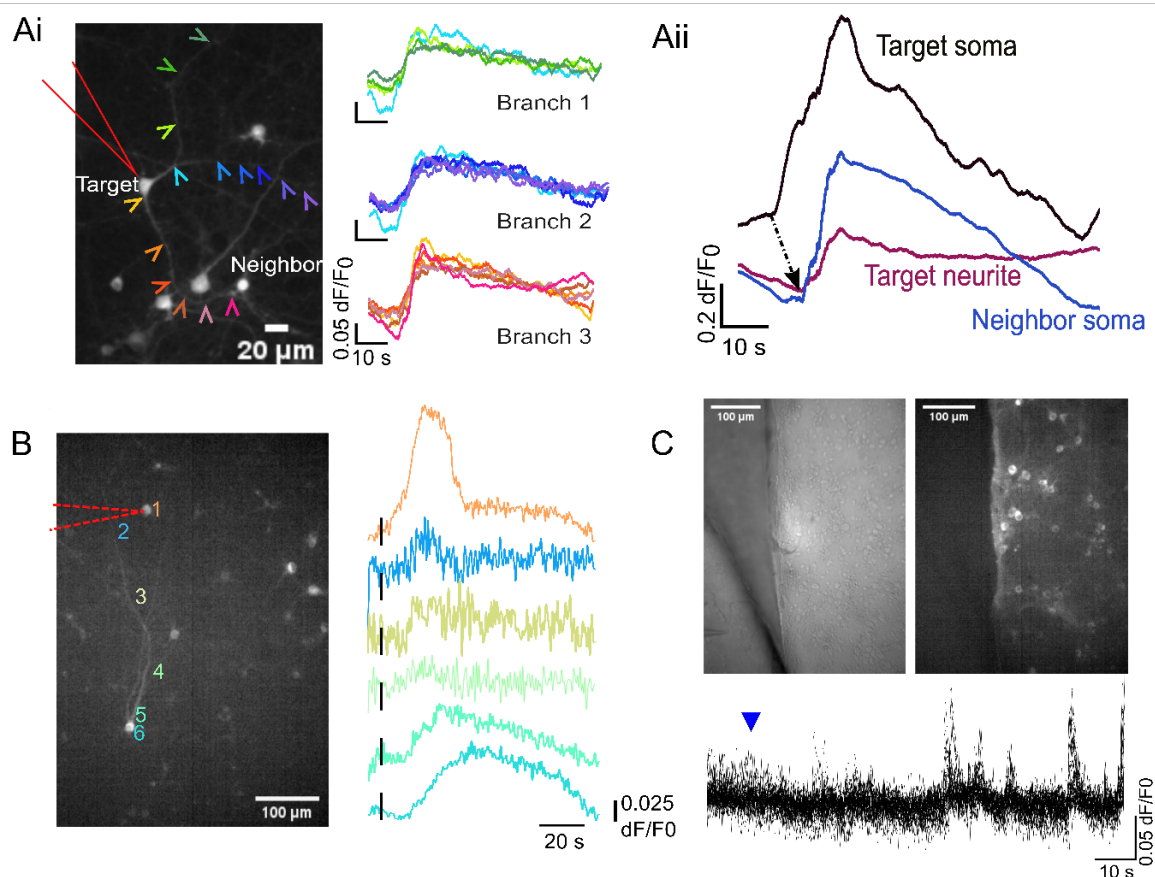 Ai
Target
Neighbor
20 µm
Branch 1
Branch 2
Branch 3
0.05 dF/F0
10 s
Aii
Target soma
Target neurite
Neighbor soma
0.2 dF/F0
10 s
B
1
2
3
4
5
6
100 µm
0.025
dF/F0
20 s
C
100 µm
100 µm
0.05 dF/F0
10 s